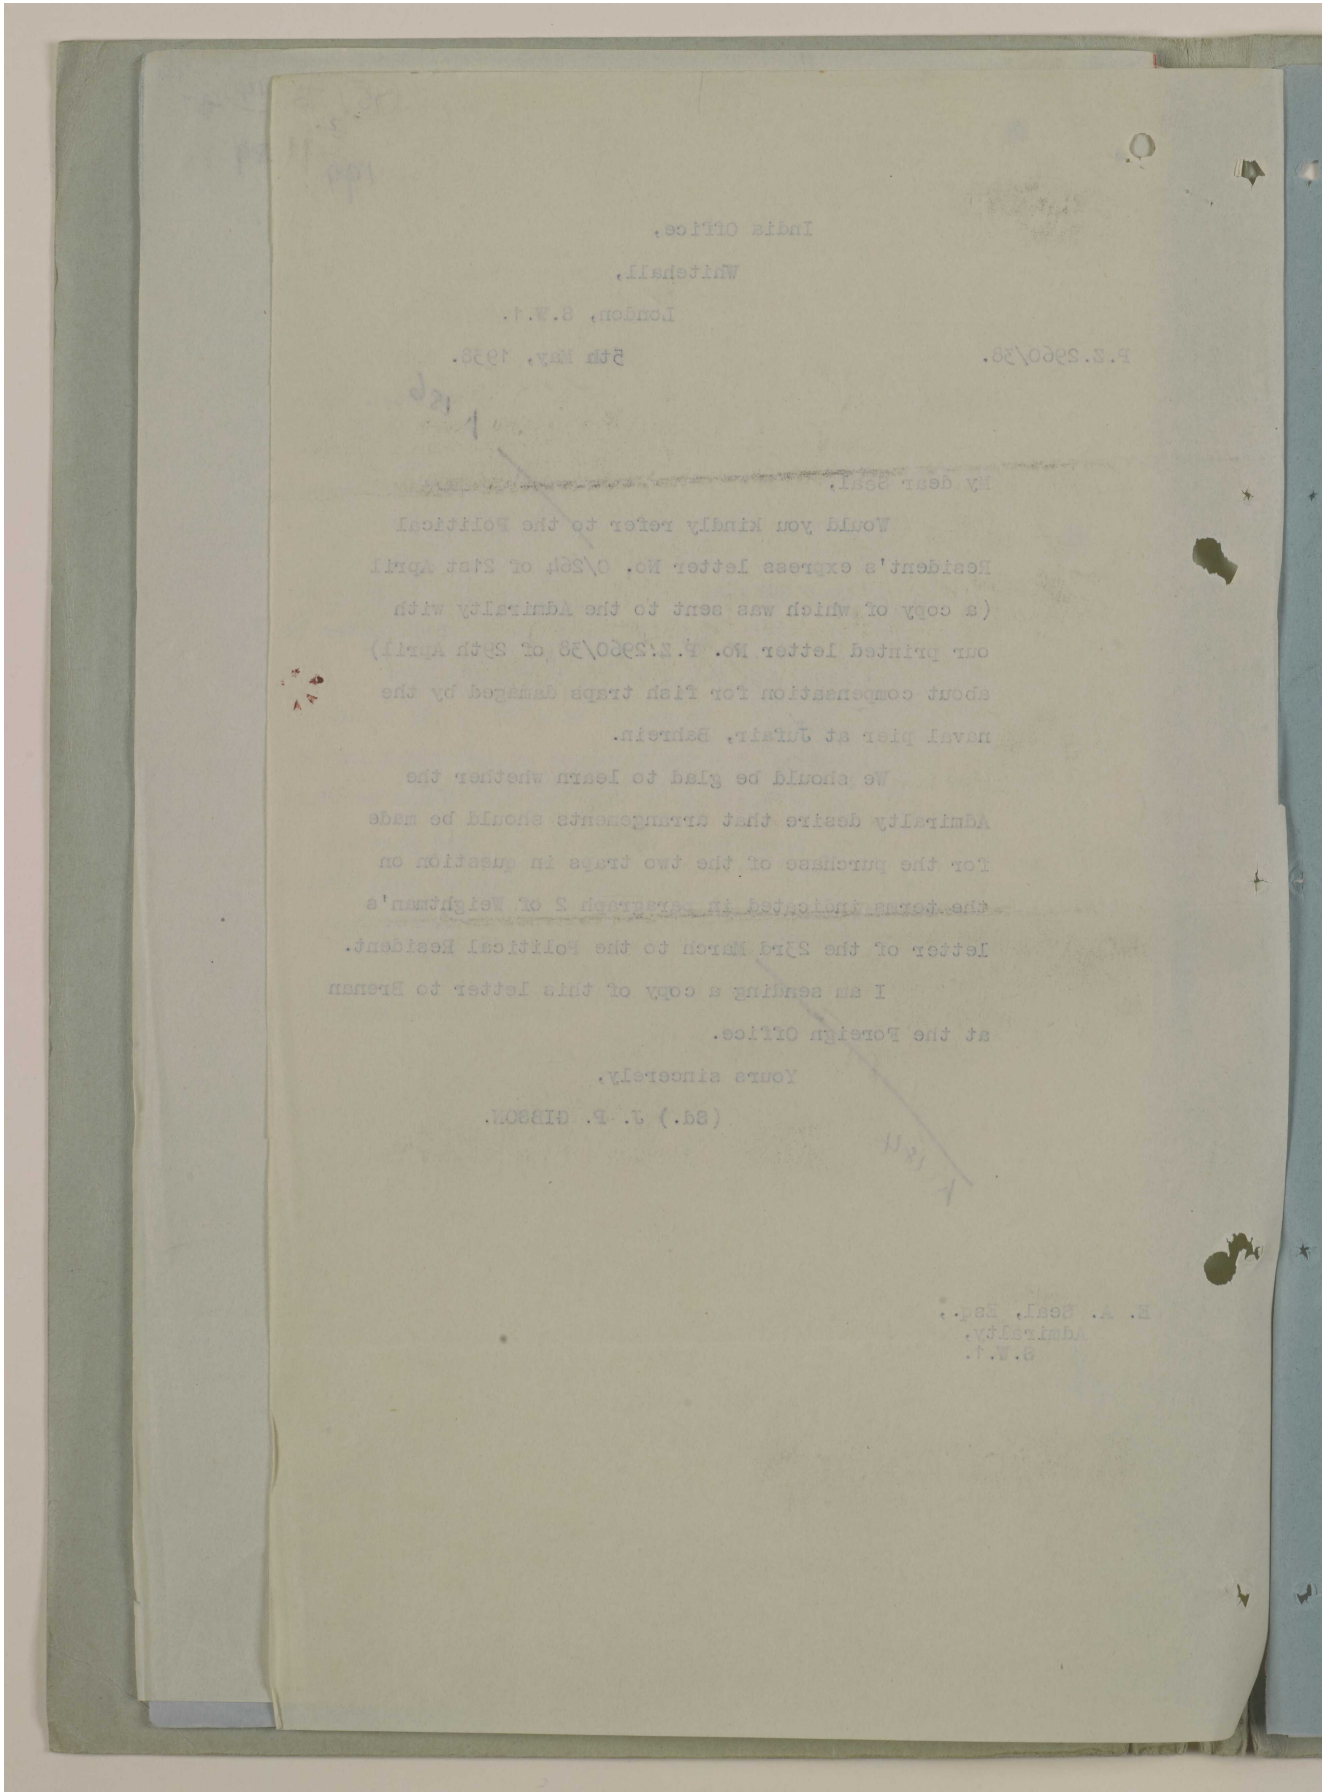 199
India Office,
Whitehall,
London, S.W.1.
P.Z.2960/38. 5th May, 1938.
186
My dear Seal,
Would you kindly refer to the Political
Resident's express letter No. C/264 of 21st April
(a copy of which was sent to the Admiralty with
our printed letter No. P.Z.2960/38 of 29th April)
about compensation for fish traps damaged by the
naval pier at Jufair, Bahrein.
We should be glad to learn whether the
Admiralty desire that arrangements should be made
for the purchase of the two traps in question on
the terms indicated in paragraph 2 of Weightman's
letter of the 23rd March to the Political Resident.
I am sending a copy of this letter to Brenan
at the Foreign Office.
Yours sincerely,
(Sd.) J. P. GIBSON.
E. A. Seal, Esq.,
Admiralty,
S.W.1.